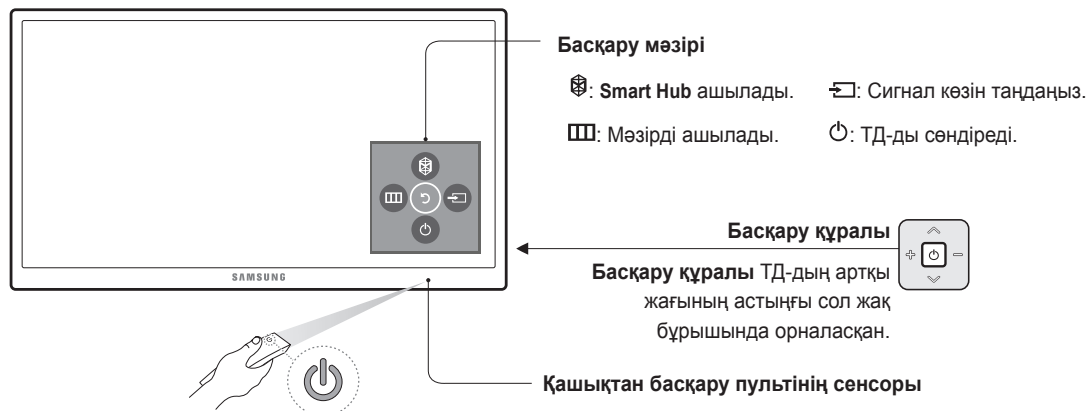 Басқару мәзірі
: Smart Hub ашылады.
: Сигнал көзін таңдаңыз.
: Мәзірді ашылады.
: ТД-ды сөндіреді.
Басқару құралы
Басқару құралы ТД-дың артқы
жағының астыңғы сол жақ
бұрышында орналасқан.
SAMSUNG
Қашықтан басқару пультінің сенсоры